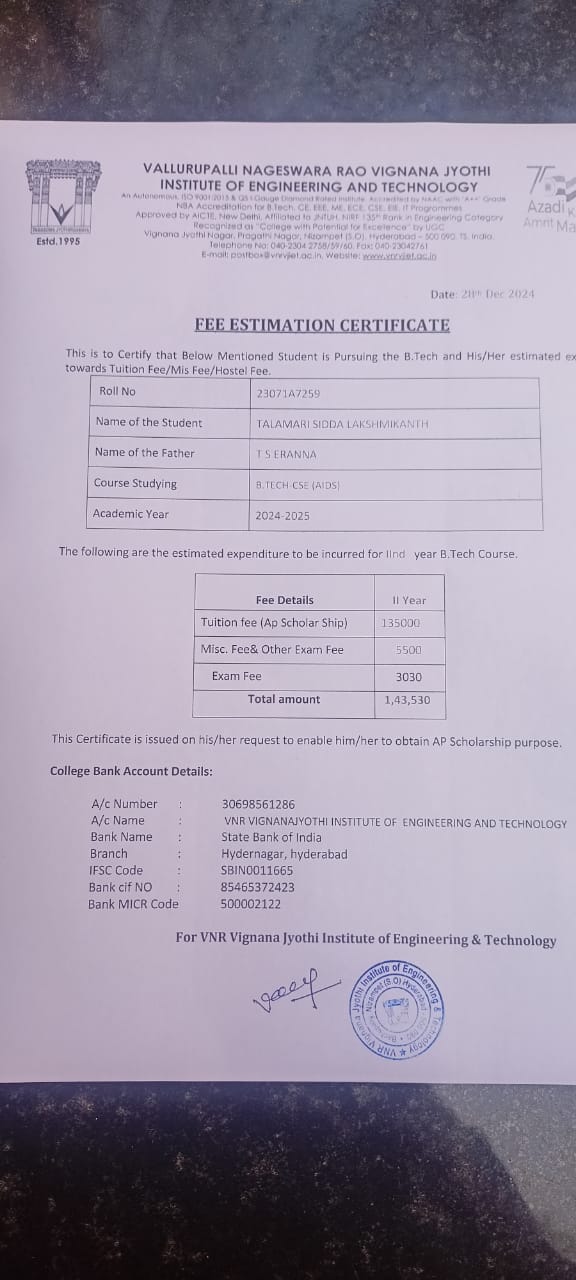 VALLURUPALLI NAGESWARA RAO VIGNANA JYOTHI
INSTITUTE OF ENGINEERING AND TECHNOLOGY
An Autonomous, ISO 9001:2015 & QS I-Gauge Diamond Rated Institute, Accredited by NAAC with 'A++' Grade
NBA Accreditation for B.Tech. CE, EEE, ME, ECE, CSE, EIE, IT Programmes
Approved by AICTE, New Delhi, Affiliated to JNTUH, NIRF 135th Rank in Engineering Category
Recognized as "College with Potential for Excellence" by UGC
Vignana Jyothi Nagar, Pragathi Nagar, Nizampet (S.O), Hyderabad – 500 090, TS, India.
Telephone No: 040-2304 2758/59/60, Fax: 040-23042761
E-mail: postbox@vnrvjiet.ac.in, Website: www.vnrvjiet.ac.in
Estd.1995
75
Azadi K
Amrit Ma
Date: 28th Dec 2024
FEE ESTIMATION CERTIFICATE
This is to Certify that Below Mentioned Student is Pursuing the B.Tech and His/Her estimated ex
towards Tuition Fee/Mis Fee/Hostel Fee.
Roll No 23071A7259
Name of the Student TALAMARI SIDDA LAKSHMIKANTH
Name of the Father T S ERANNA
Course Studying B.TECH-CSE (AIDS)
Academic Year 2024-2025
The following are the estimated expenditure to be incurred for IInd year B.Tech Course.
Fee Details II Year
Tuition fee (Ap Scholar Ship) 135000
Misc. Fee& Other Exam Fee 5500
Exam Fee 3030
Total amount 1,43,530
This Certificate is issued on his/her request to enable him/her to obtain AP Scholarship purpose.
College Bank Account Details:
A/c Number : 30698561286
A/c Name : VNR VIGNANAJYOTHI INSTITUTE OF ENGINEERING AND TECHNOLOGY
Bank Name : State Bank of India
Branch : Hydernagar, hyderabad
IFSC Code : SBIN0011665
Bank cif NO : 85465372423
Bank MICR Code 500002122
For VNR Vignana Jyothi Institute of Engineering & Technology
VNR Vignana Jyothi Institute of Engineering & Technology
Nizampet (S.O) Hyderabad